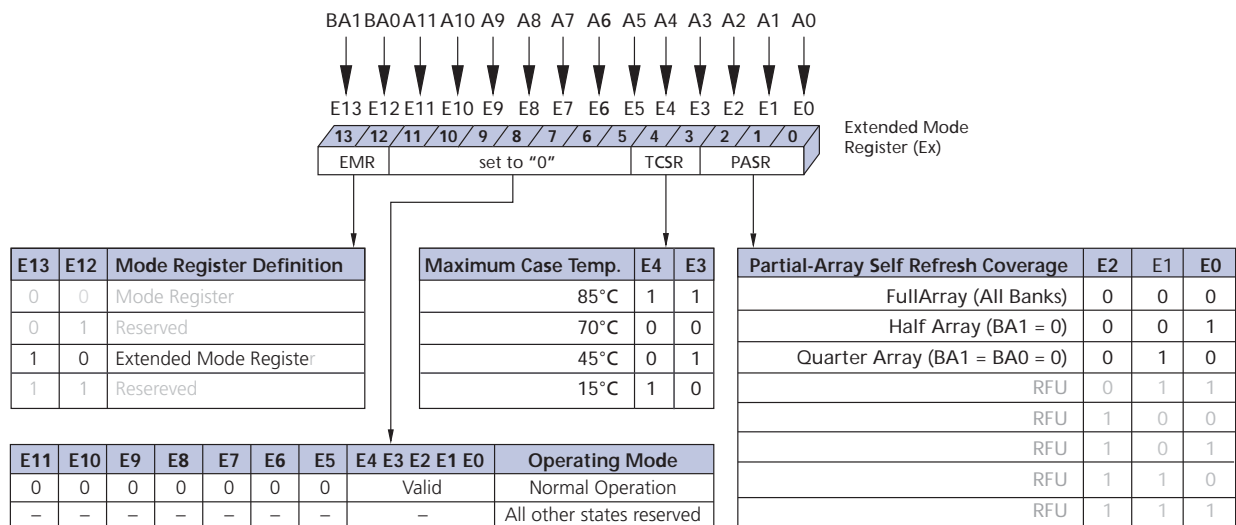 BA1 BA0 A11 A10 A9 A8 A7 A6 A5 A4 A3 A2 A1 A0
E13 E12 E11 E10 E9 E8 E7 E6 E5 E4 E3 E2 E1 E0
13 12 11 10 9 8 7 6 5 4 3 2 1 0
EMR set to "0" TCSR PASR
Extended Mode
Register (Ex)
E13 E12 Mode Register Definition
0 0 Mode Register
0 1 Reserved
1 0 Extended Mode Register
1 1 Resereved
Maximum Case Temp. E4 E3
85°C 1 1
70°C 0 0
45°C 0 1
15°C 1 0
Partial-Array Self Refresh Coverage E2 E1 E0
FullArray (All Banks) 0 0 0
Half Array (BA1 = 0) 0 0 1
Quarter Array (BA1 = BA0 = 0) 0 1 0
RFU 0 1 1
RFU 1 0 0
RFU 1 0 1
RFU 1 1 0
RFU 1 1 1
E11 E10 E9 E8 E7 E6 E5 E4 E3 E2 E1 E0 Operating Mode
0 0 0 0 0 0 0 Valid Normal Operation
– – – – – – – – All other states reserved